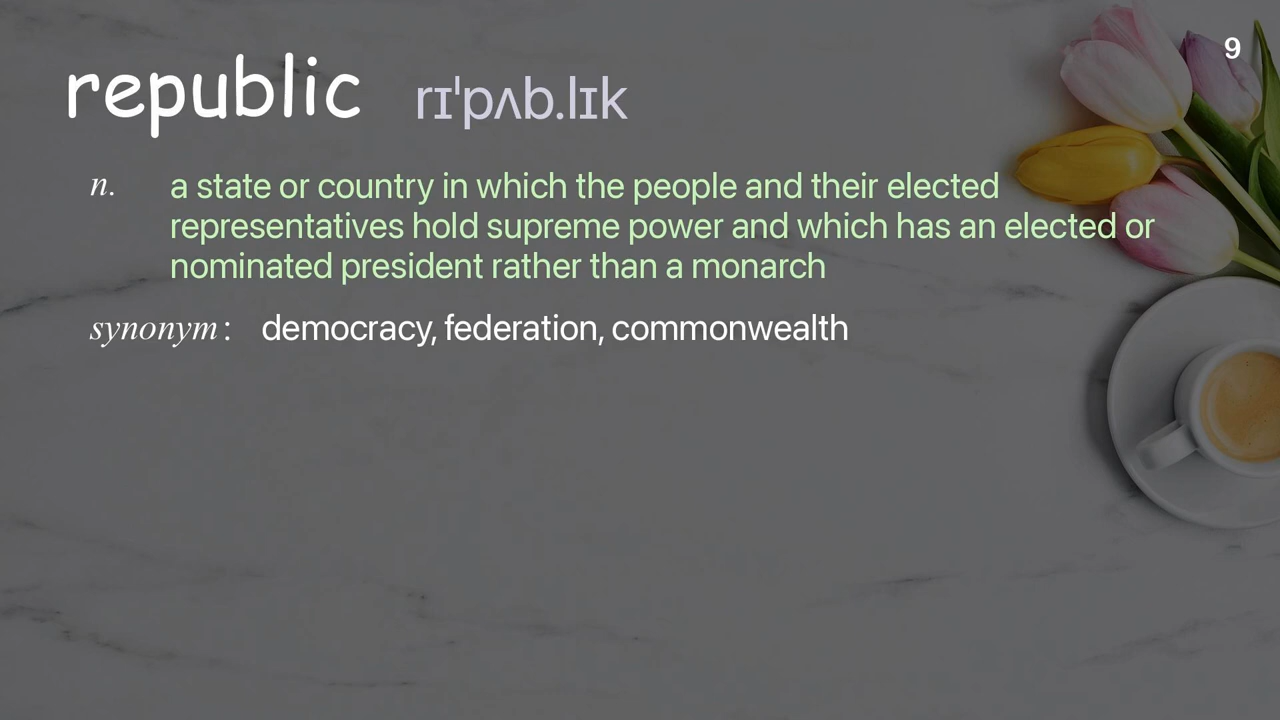 9
republic rɪˈpʌb.lɪk
n. a state or country in which the people and their elected
representatives hold supreme power and which has an elected or
nominated president rather than a monarch
synonym: democracy, federation, commonwealth